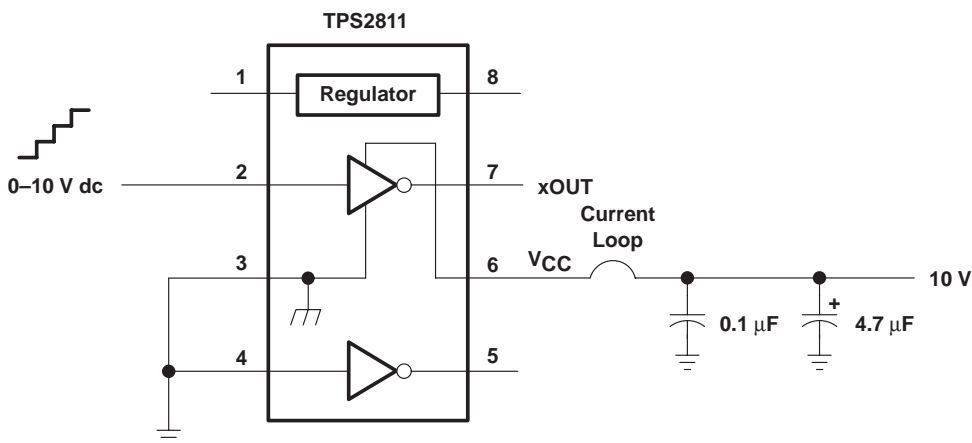 TPS2811
1
Regulator
8
0–10 V dc
2
7
xOUT
Current
Loop
3
6
VCC
10 V
+
0.1 μF
4.7 μF
4
5